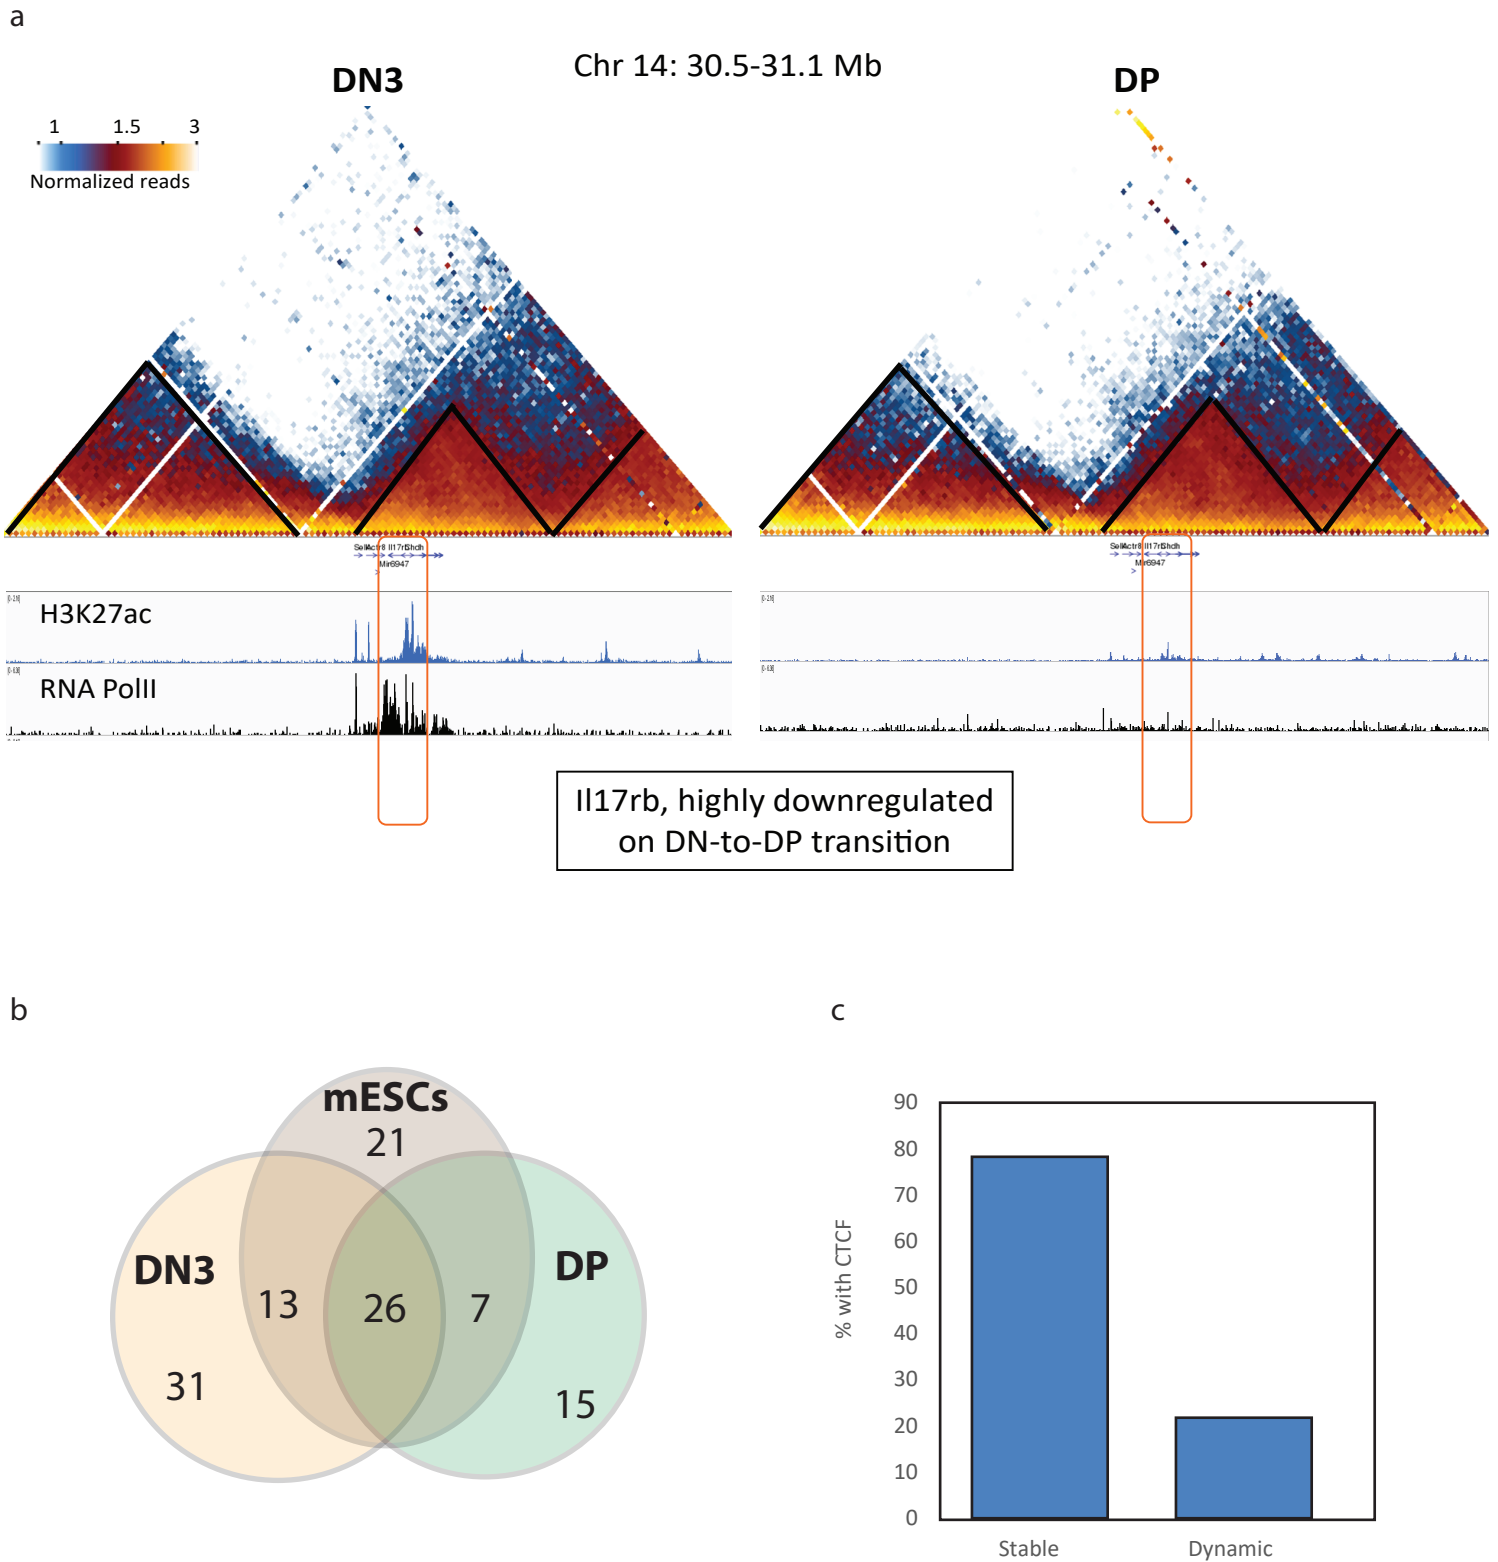 a
Chr 14: 30.5-31.1 Mb
DN3
DP
1 1.5 3
Normalized reads
Mir6947
Mir6947
H3K27ac
RNA PolII
Il17rb, highly downregulated
on DN-to-DP transition
b
mESCs
21
DN3
DP
13
26
7
31
15
c
90
80
70
60
50
40
30
20
10
0
% with CTCF
Stable
Dynamic